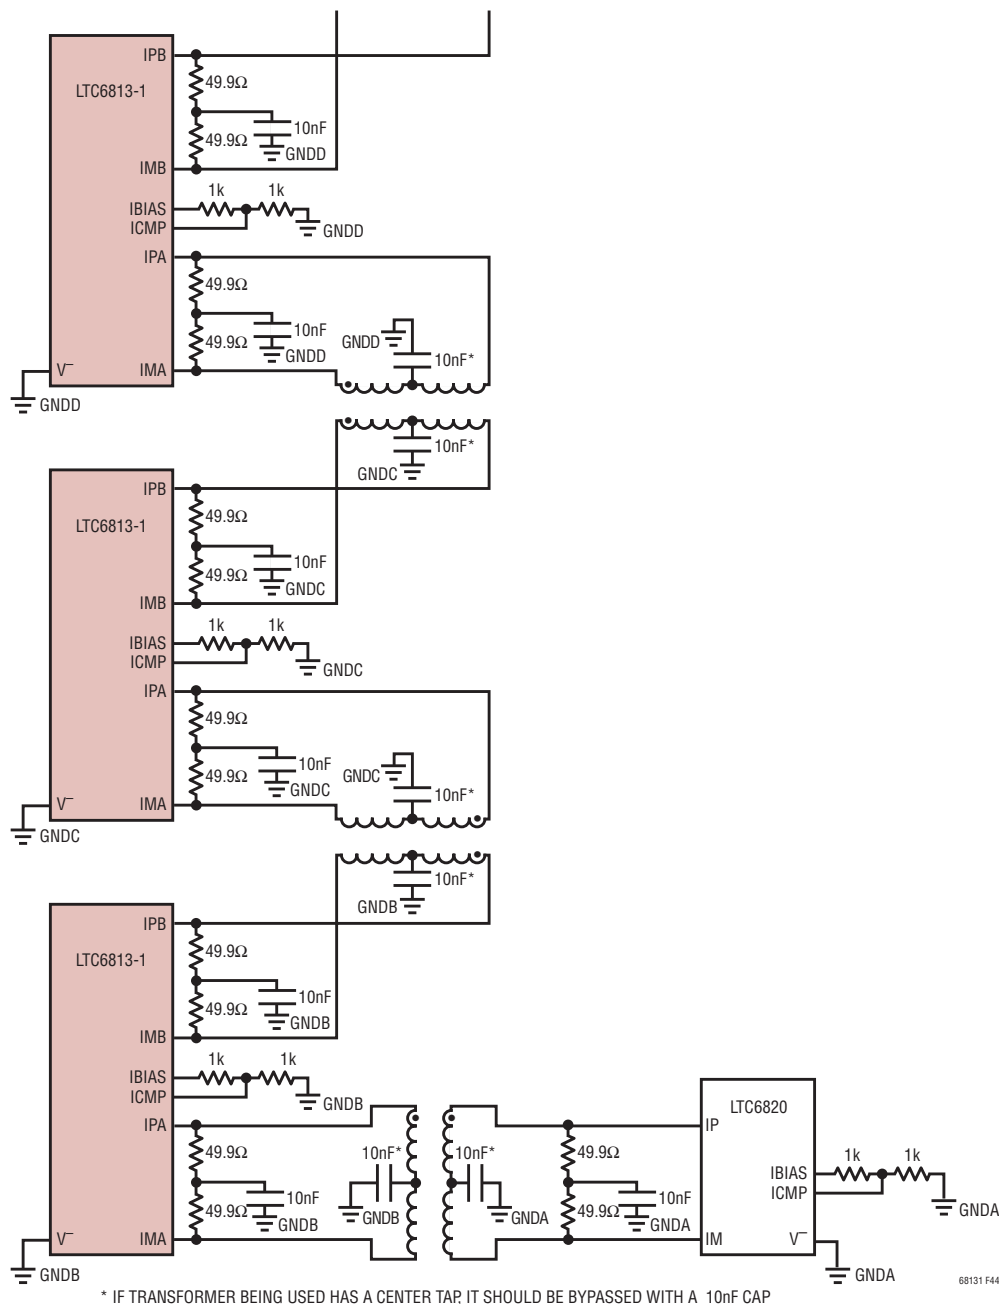 IPB
49.9Ω
LTC6813-1
10nF
49.9Ω
GNDD
IMB
1k
1k
IBIAS
ICMP
GNDD
IPA
49.9Ω
10nF
49.9Ω
GNDD
GNDD
10nF*
V–
IMA
GNDD
10nF*
GNDC
IPB
49.9Ω
LTC6813-1
10nF
49.9Ω
GNDC
IMB
1k
1k
IBIAS
ICMP
GNDC
IPA
49.9Ω
10nF
49.9Ω
GNDC
GNDC
10nF*
V–
IMA
GNDC
10nF*
GNDB
IPB
49.9Ω
LTC6813-1
10nF
49.9Ω
GNDB
IMB
1k
1k
IBIAS
ICMP
GNDB
LTC6820
IPA
IP
49.9Ω
10nF*
10nF*
49.9Ω
1k
1k
IBIAS
ICMP
10nF
49.9Ω
GNDB
GNDB
GNDA
10nF
49.9Ω
GNDA
GNDA
V–
IMA
IM
V–
GNDB
GNDA
68131 F44
* IF TRANSFORMER BEING USED HAS A CENTER TAP, IT SHOULD BE BYPASSED WITH A 10nF CAP